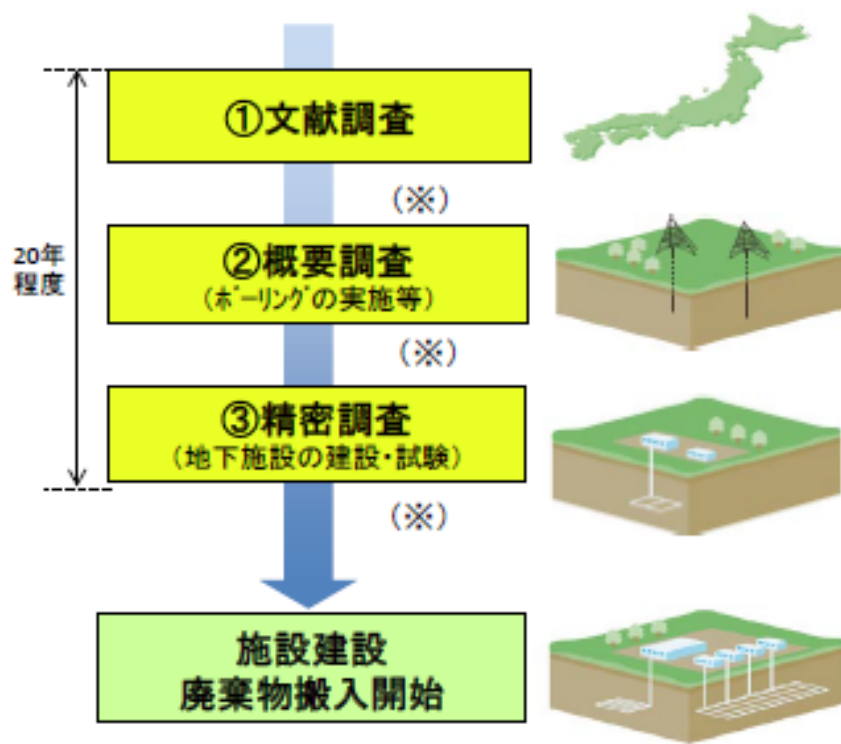 ①文献調査
(※)
20年
程度
②概要調査
(ﾎﾞｰﾘﾝｸﾞの実施等)
(※)
③精密調査
(地下施設の建設・試験)
(※)
施設建設
廃棄物搬入開始